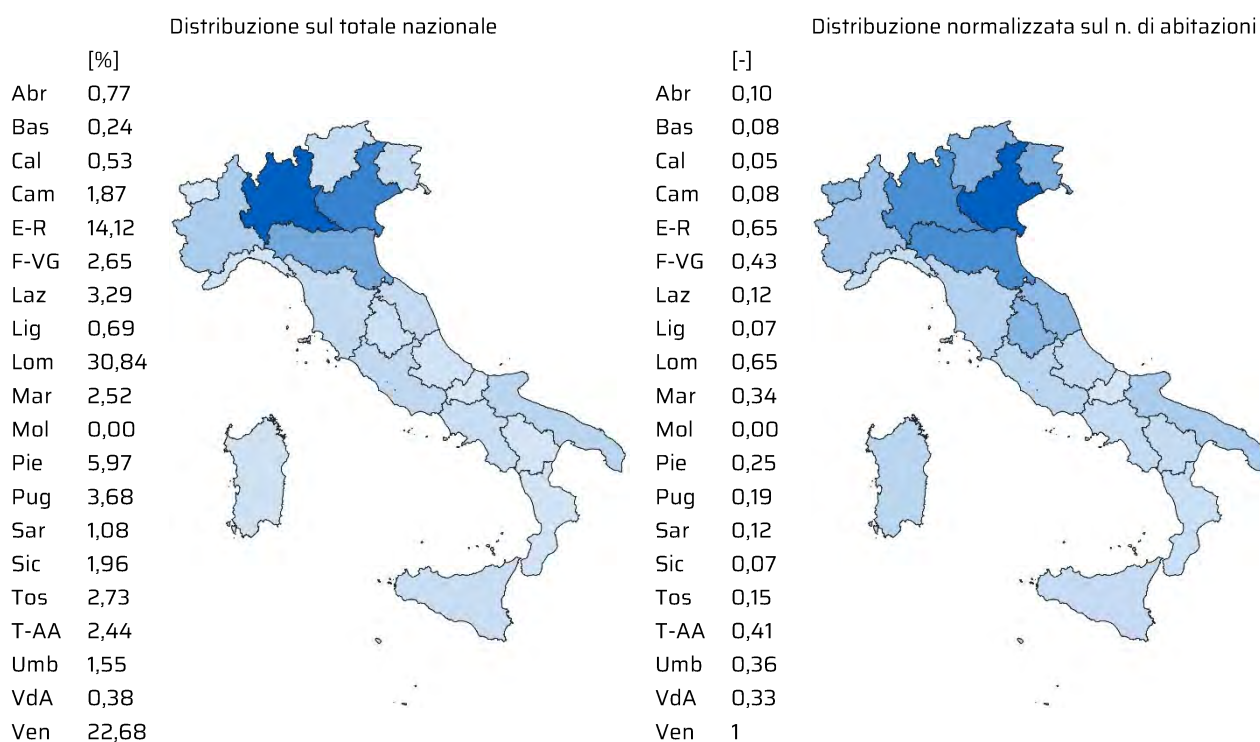 Distribuzione sul totale nazionale
[%]
Abr 0,77
Bas 0,24
Cal 0,53
Cam 1,87
E-R 14,12
F-VG 2,65
Laz 3,29
Lig 0,69
Lom 30,84
Mar 2,52
Mol 0,00
Pie 5,97
Pug 3,68
Sar 1,08
Sic 1,96
Tos 2,73
T-AA 2,44
Umb 1,55
VdA 0,38
Ven 22,68
Distribuzione normalizzata sul n. di abitazioni
[-]
Abr 0,10
Bas 0,08
Cal 0,05
Cam 0,08
E-R 0,65
F-VG 0,43
Laz 0,12
Lig 0,07
Lom 0,65
Mar 0,34
Mol 0,00
Pie 0,25
Pug 0,19
Sar 0,12
Sic 0,07
Tos 0,15
T-AA 0,41
Umb 0,36
VdA 0,33
Ven 1